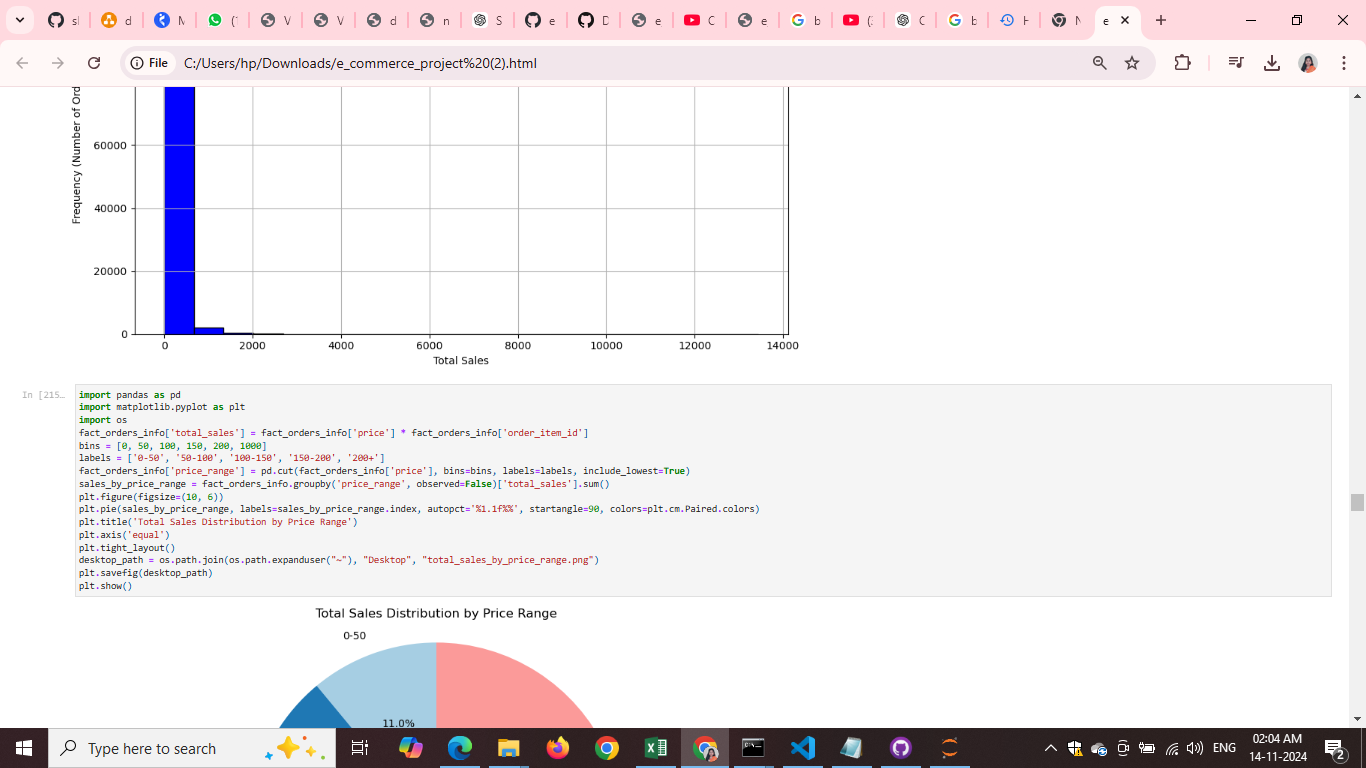 sl
d
M
(1
V
V
d
n
S
e
D
e
C
e
b
(2
C
b
H
N
e
File
C:/Users/hp/Downloads/e_commerce_project%20(2).html
Frequency (Number of Ord
60000
40000
20000
0
0 2000 4000 6000 8000 10000 12000 14000
Total Sales
In [215…
import pandas as pd
import matplotlib.pyplot as plt
import os
fact_orders_info['total_sales'] = fact_orders_info['price'] * fact_orders_info['order_item_id']
bins = [0, 50, 100, 150, 200, 1000]
labels = ['0-50', '50-100', '100-150', '150-200', '200+']
fact_orders_info['price_range'] = pd.cut(fact_orders_info['price'], bins=bins, labels=labels, include_lowest=True)
sales_by_price_range = fact_orders_info.groupby('price_range', observed=False)['total_sales'].sum()
plt.figure(figsize=(10, 6))
plt.pie(sales_by_price_range, labels=sales_by_price_range.index, autopct='%1.1f%%', startangle=90, colors=plt.cm.Paired.colors)
plt.title('Total Sales Distribution by Price Range')
plt.axis('equal')
plt.tight_layout()
desktop_path = os.path.join(os.path.expanduser("~"), "Desktop", "total_sales_by_price_range.png")
plt.savefig(desktop_path)
plt.show()
Total Sales Distribution by Price Range
0-50
11.0%
Type here to search
ENG
02:04 AM
14-11-2024
2